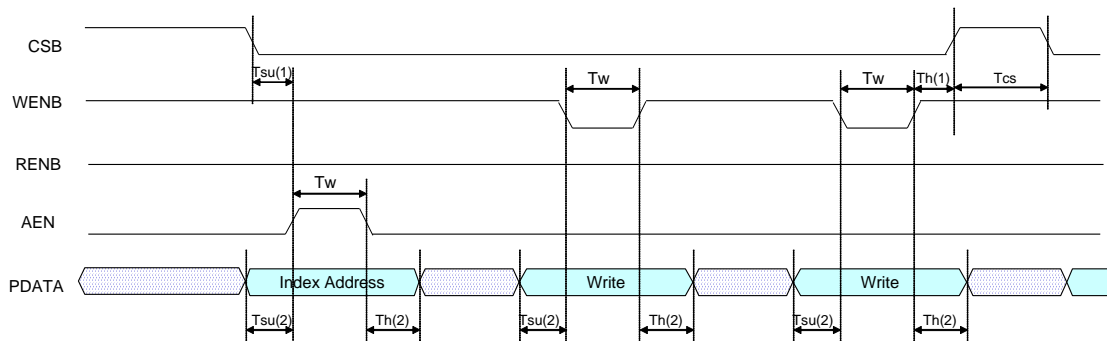 CSB
Tsu(1)
Tw
Tw
Th(1)
Tcs
WENB
RENB
Tw
AEN
PDATA
Index Address
Write
Write
Tsu(2)
Th(2)
Tsu(2)
Th(2)
Tsu(2)
Th(2)